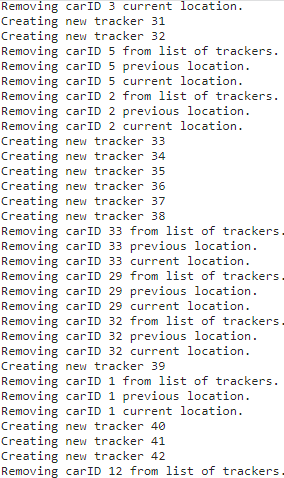 Removing carID 3 current location.
Creating new tracker 31
Creating new tracker 32
Removing carID 5 from list of trackers.
Removing carID 5 previous location.
Removing carID 5 current location.
Removing carID 2 from list of trackers.
Removing carID 2 previous location.
Removing carID 2 current location.
Creating new tracker 33
Creating new tracker 34
Creating new tracker 35
Creating new tracker 36
Creating new tracker 37
Creating new tracker 38
Removing carID 33 from list of trackers.
Removing carID 33 previous location.
Removing carID 33 current location.
Removing carID 29 from list of trackers.
Removing carID 29 previous location.
Removing carID 29 current location.
Removing carID 32 from list of trackers.
Removing carID 32 previous location.
Removing carID 32 current location.
Creating new tracker 39
Removing carID 1 from list of trackers.
Removing carID 1 previous location.
Removing carID 1 current location.
Creating new tracker 40
Creating new tracker 41
Creating new tracker 42
Removing carID 12 from list of trackers.